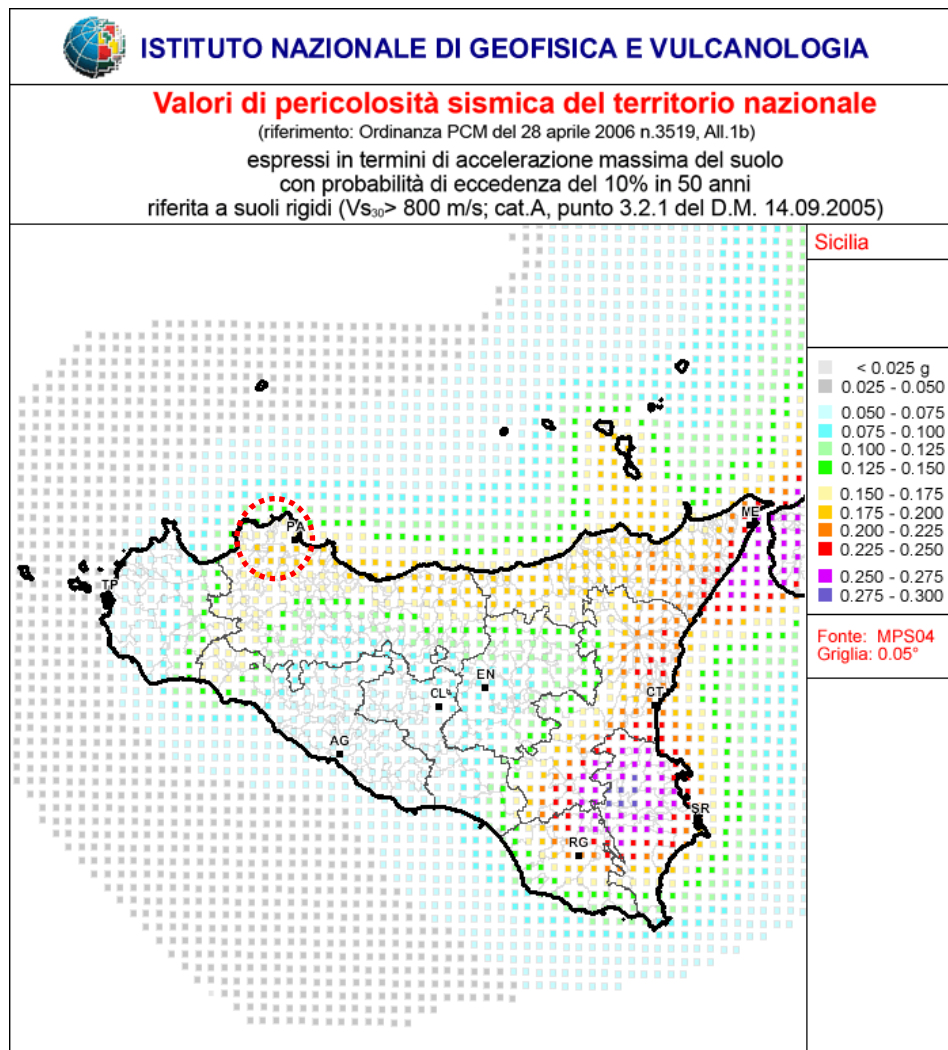 ISTITUTO NAZIONALE DI GEOFISICA E VULCANOLOGIA
Valori di pericolosità sismica del territorio nazionale
(riferimento: Ordinanza PCM del 28 aprile 2006 n.3519, All.1b)
espressi in termini di accelerazione massima del suolo
con probabilità di eccedenza del 10% in 50 anni
riferita a suoli rigidi (Vs₃₀> 800 m/s; cat.A, punto 3.2.1 del D.M. 14.09.2005)
Sicilia
< 0.025 g
0.025 - 0.050
0.050 - 0.075
0.075 - 0.100
0.100 - 0.125
0.125 - 0.150
0.150 - 0.175
0.175 - 0.200
0.200 - 0.225
0.225 - 0.250
0.250 - 0.275
0.275 - 0.300
Fonte: MPS04
Griglia: 0.05°
ME
PA
TP
EN
CL
CT
AG
SR
RG